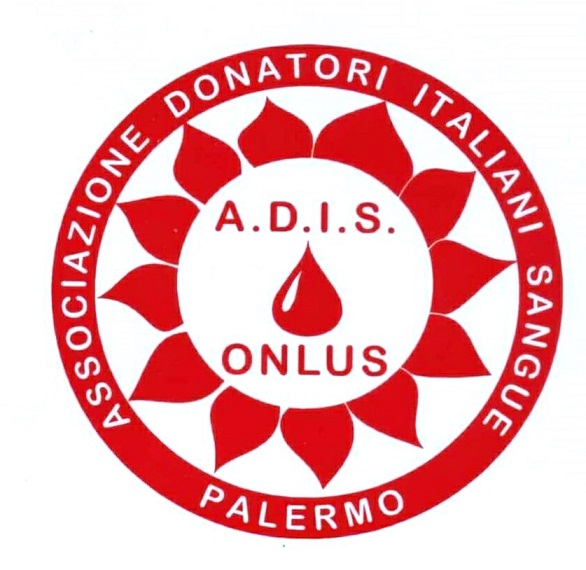 ASSOCIAZIONE DONATORI ITALIANI SANGUE
A.D.I.S.
ONLUS
PALERMO